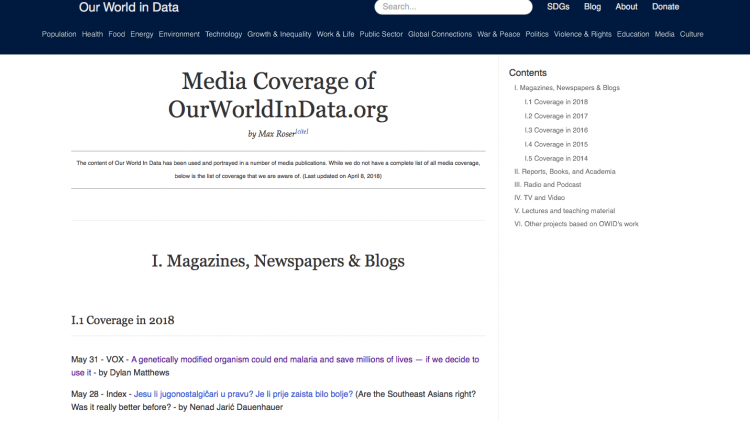 Our World in Data
Search...
SDGs Blog About Donate
Population Health Food Energy Environment Technology Growth & Inequality Work & Life Public Sector Global Connections War & Peace Politics Violence & Rights Education Media Culture
Media Coverage of
OurWorldInData.org
by Max Roser[cite]
The content of Our World In Data has been used and portrayed in a number of media publications. While we do not have a complete list of all media coverage,
below is the list of coverage that we are aware of. (Last updated on April 8, 2018)
I. Magazines, Newspapers & Blogs
I.1 Coverage in 2018
May 31 - VOX - A genetically modified organism could end malaria and save millions of lives — if we decide to
use it - by Dylan Matthews
May 28 - Index - Jesu li jugonostalgičari u pravu? Je li prije zaista bilo bolje? (Are the Southeast Asians right?
Was it really better before? - by Nenad Jarić Dauenhauer
Contents
I. Magazines, Newspapers & Blogs
I.1 Coverage in 2018
I.2 Coverage in 2017
I.3 Coverage in 2016
I.4 Coverage in 2015
I.5 Coverage in 2014
II. Reports, Books, and Academia
III. Radio and Podcast
IV. TV and Video
V. Lectures and teaching material
VI. Other projects based on OWID's work